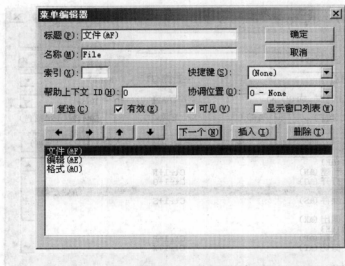 菜单编辑器
标题(P): 文件(&F) 确定
名称(M): File 取消
索引(X): 快捷键(S): (None)
帮助上下文 ID(H): 0 协调位置(O): 0 - None
复选(C) 有效(E) 可见(V) 显示窗口列表(W)
下一个(N) 插入(I) 删除(T)
文件(&F)
编辑(&E)
格式(&O)